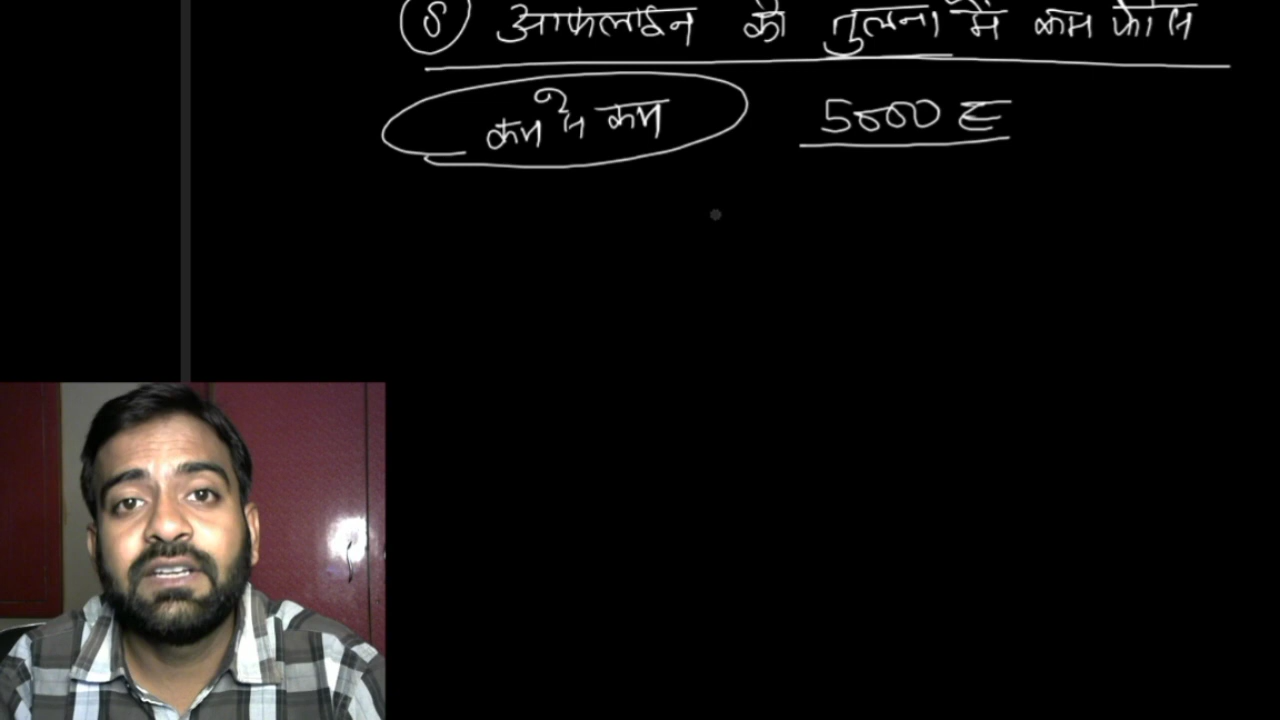 ⑧ आफलाइन की तुलना में कम फीस
कम से कम 5000 ₹